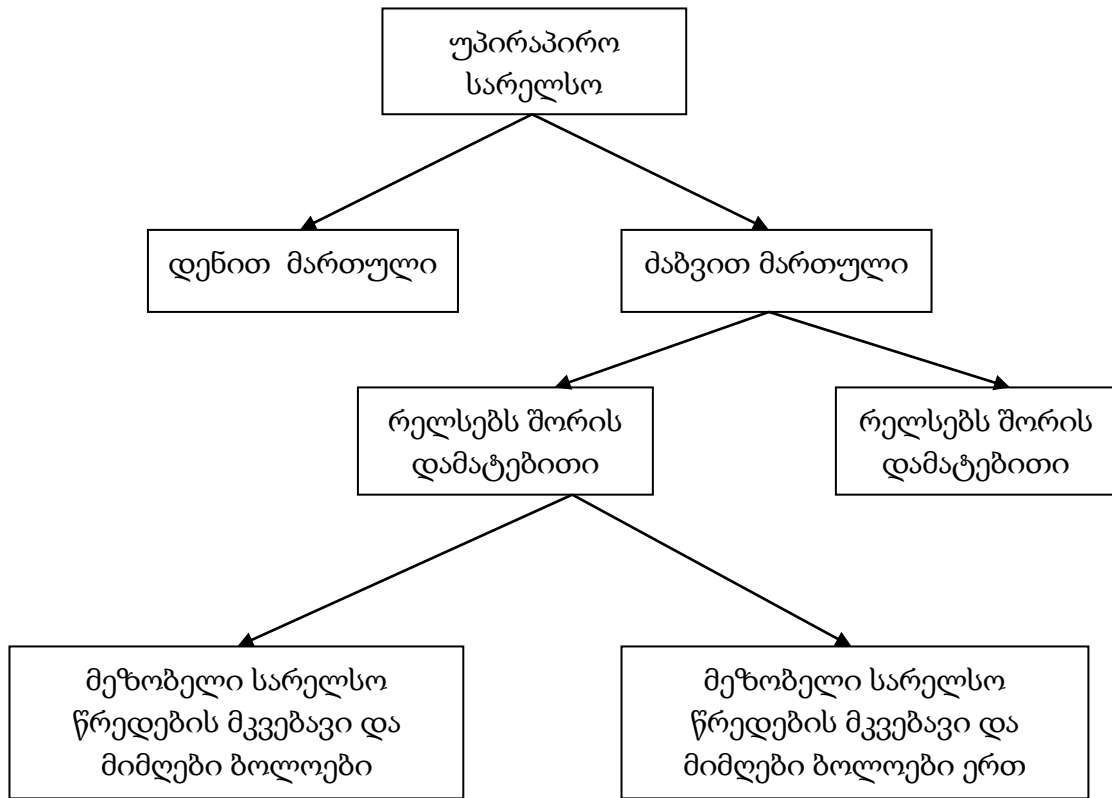 უპირაპირო
სარელსო
დენით მართული
ძაბვით მართული
რელსებს შორის
დამატებითი
რელსებს შორის
დამატებითი
მეზობელი სარელსო
წრედების მკვებავი და
მიმღები ბოლოები
მეზობელი სარელსო
წრედების მკვებავი და
მიმღები ბოლოები ერთ